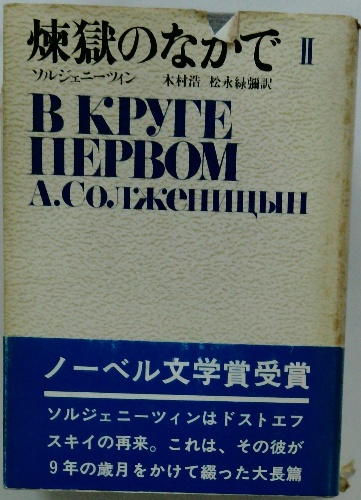 煉獄のなかで II
ソルジェニーツィン 木村浩 松永緑彌訳
В КРУГЕ
ПЕРВОМ
А.Солженицын
ノーベル文学賞受賞
ソルジェニーツィンはドストエフ
スキイの再来。これは、その彼が
9年の歳月をかけて綴った大長篇